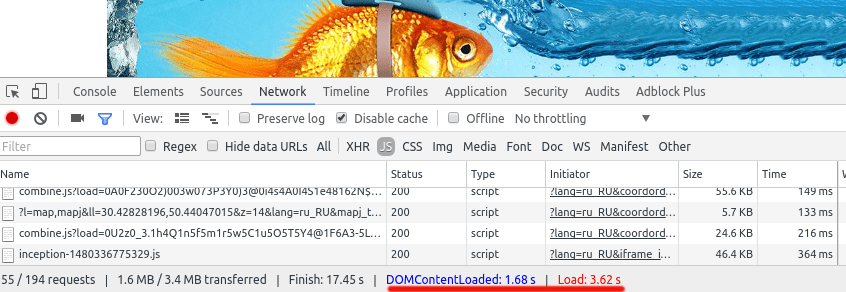 Console Elements Sources Network Timeline Profiles Application Security Audits Adblock Plus
View: Preserve log Disable cache Offline No throttling
Filter Regex Hide data URLs All XHR JS CSS Img Media Font Doc WS Manifest Other
Name Status Type Initiator Size Time W
200 script ?lang=ru_RU&coordord... 55.6 KB 149 ms
?l=map,mapj&ll=30.42828196,50.44047015&z=14&lang=ru_RU&mapj_t... 200 script ?lang=ru_RU&coordord... 5.7 KB 133 ms
combine.js?load=0U2z0_3.1h4Q1n5f5m1r5w5C1u5O5T5Y4@1F6A3-5L... 200 script ?lang=ru_RU&coordord... 24.6 KB 216 ms
inception-1480336775329.js 200 script ?lang=ru_RU&iframe_i... 46.4 KB 364 ms
55 / 194 requests | 1.6 MB / 3.4 MB transferred | Finish: 17.45 s | DOMContentLoaded: 1.68 s | Load: 3.62 s